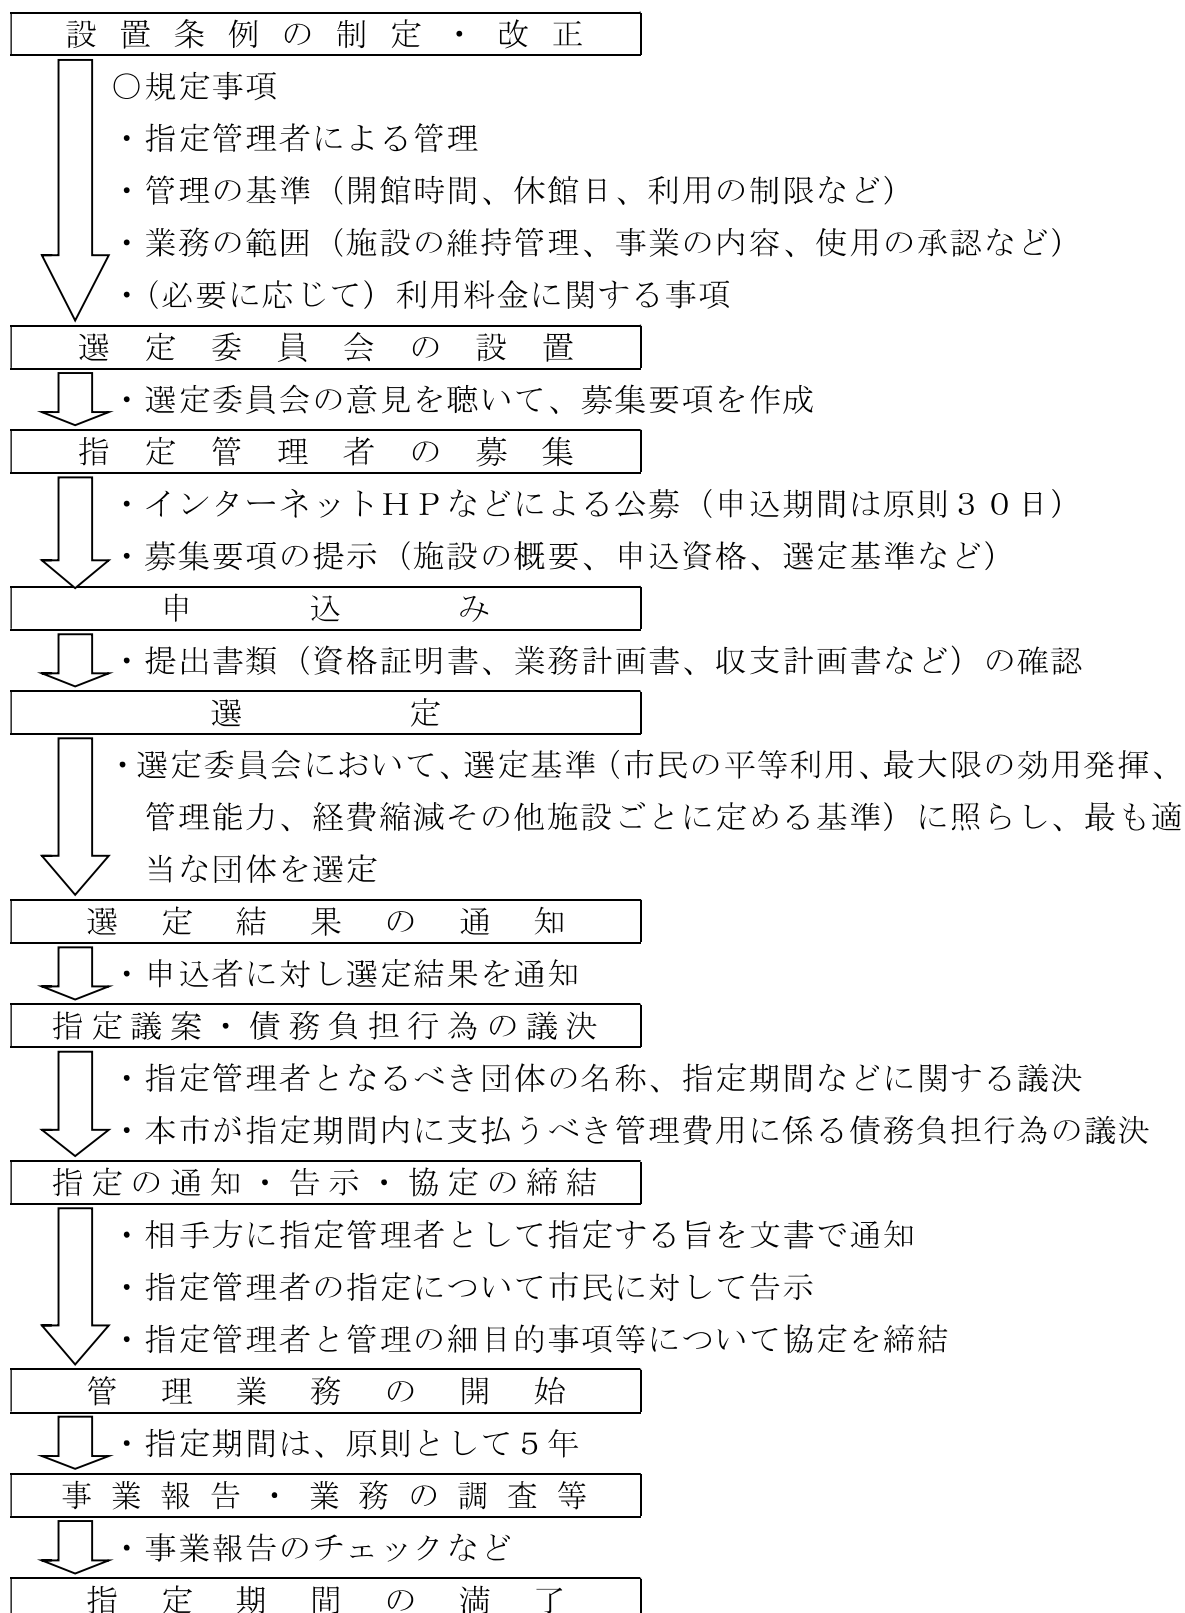 設置条例の制定・改正
○規定事項
・指定管理者による管理
・管理の基準（開館時間、休館日、利用の制限など）
・業務の範囲（施設の維持管理、事業の内容、使用の承認など）
・（必要に応じて）利用料金に関する事項
選定委員会の設置
・選定委員会の意見を聴いて、募集要項を作成
指定管理者の募集
・インターネットＨＰなどによる公募（申込期間は原則３０日）
・募集要項の提示（施設の概要、申込資格、選定基準など）
申込み
・提出書類（資格証明書、業務計画書、収支計画書など）の確認
選定
・選定委員会において、選定基準（市民の平等利用、最大限の効用発揮、
管理能力、経費縮減その他施設ごとに定める基準）に照らし、最も適
当な団体を選定
選定結果の通知
・申込者に対し選定結果を通知
指定議案・債務負担行為の議決
・指定管理者となるべき団体の名称、指定期間などに関する議決
・本市が指定期間内に支払うべき管理費用に係る債務負担行為の議決
指定の通知・告示・協定の締結
・相手方に指定管理者として指定する旨を文書で通知
・指定管理者の指定について市民に対して告示
・指定管理者と管理の細目的事項等について協定を締結
管理業務の開始
・指定期間は、原則として５年
事業報告・業務の調査等
・事業報告のチェックなど
指定期間の満了